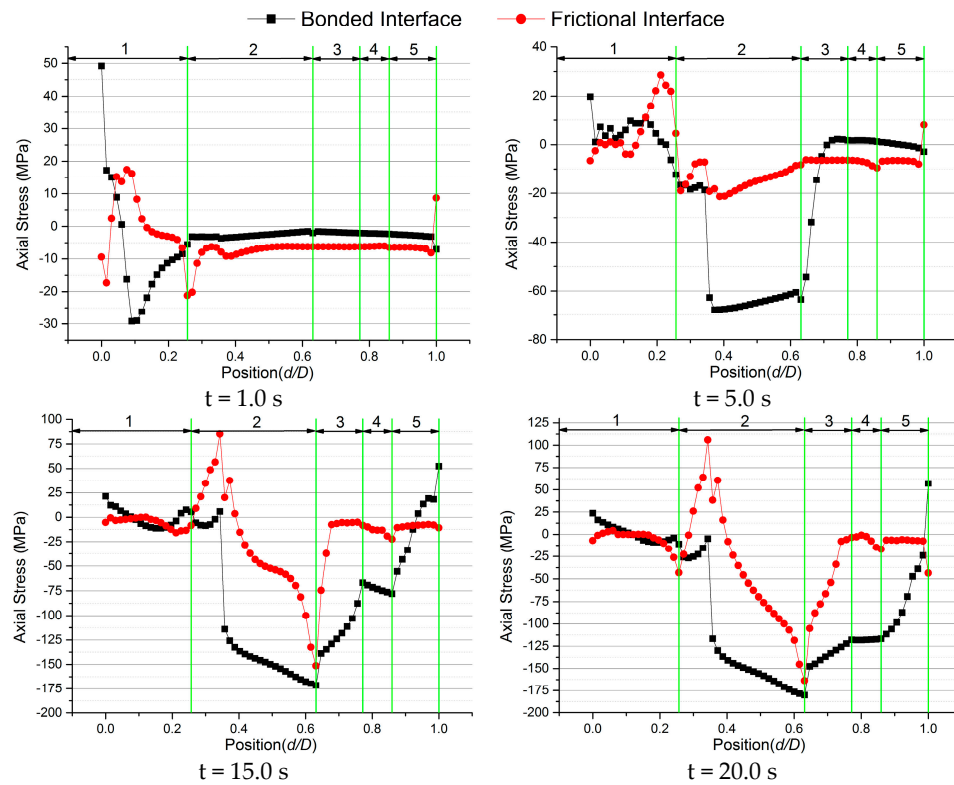 Bonded Interface Frictional Interface
1 2 3 4 5
50
40
30
20
10
0
-10
-20
-30
Axial Stress (MPa)
0.0 0.2 0.4 0.6 0.8 1.0
Position(d/D)
t = 1.0 s
1 2 3 4 5
40
20
0
-20
-40
-60
-80
Axial Stress (MPa)
0.0 0.2 0.4 0.6 0.8 1.0
Position(d/D)
t = 5.0 s
1 2 3 4 5
100
75
50
25
0
-25
-50
-75
-100
-125
-150
-175
-200
Axial Stress (MPa)
0.0 0.2 0.4 0.6 0.8 1.0
Position(d/D)
t = 15.0 s
1 2 3 4 5
125
100
75
50
25
0
-25
-50
-75
-100
-125
-150
-175
-200
Axial Stress (MPa)
0.0 0.2 0.4 0.6 0.8 1.0
Position(d/D)
t = 20.0 s